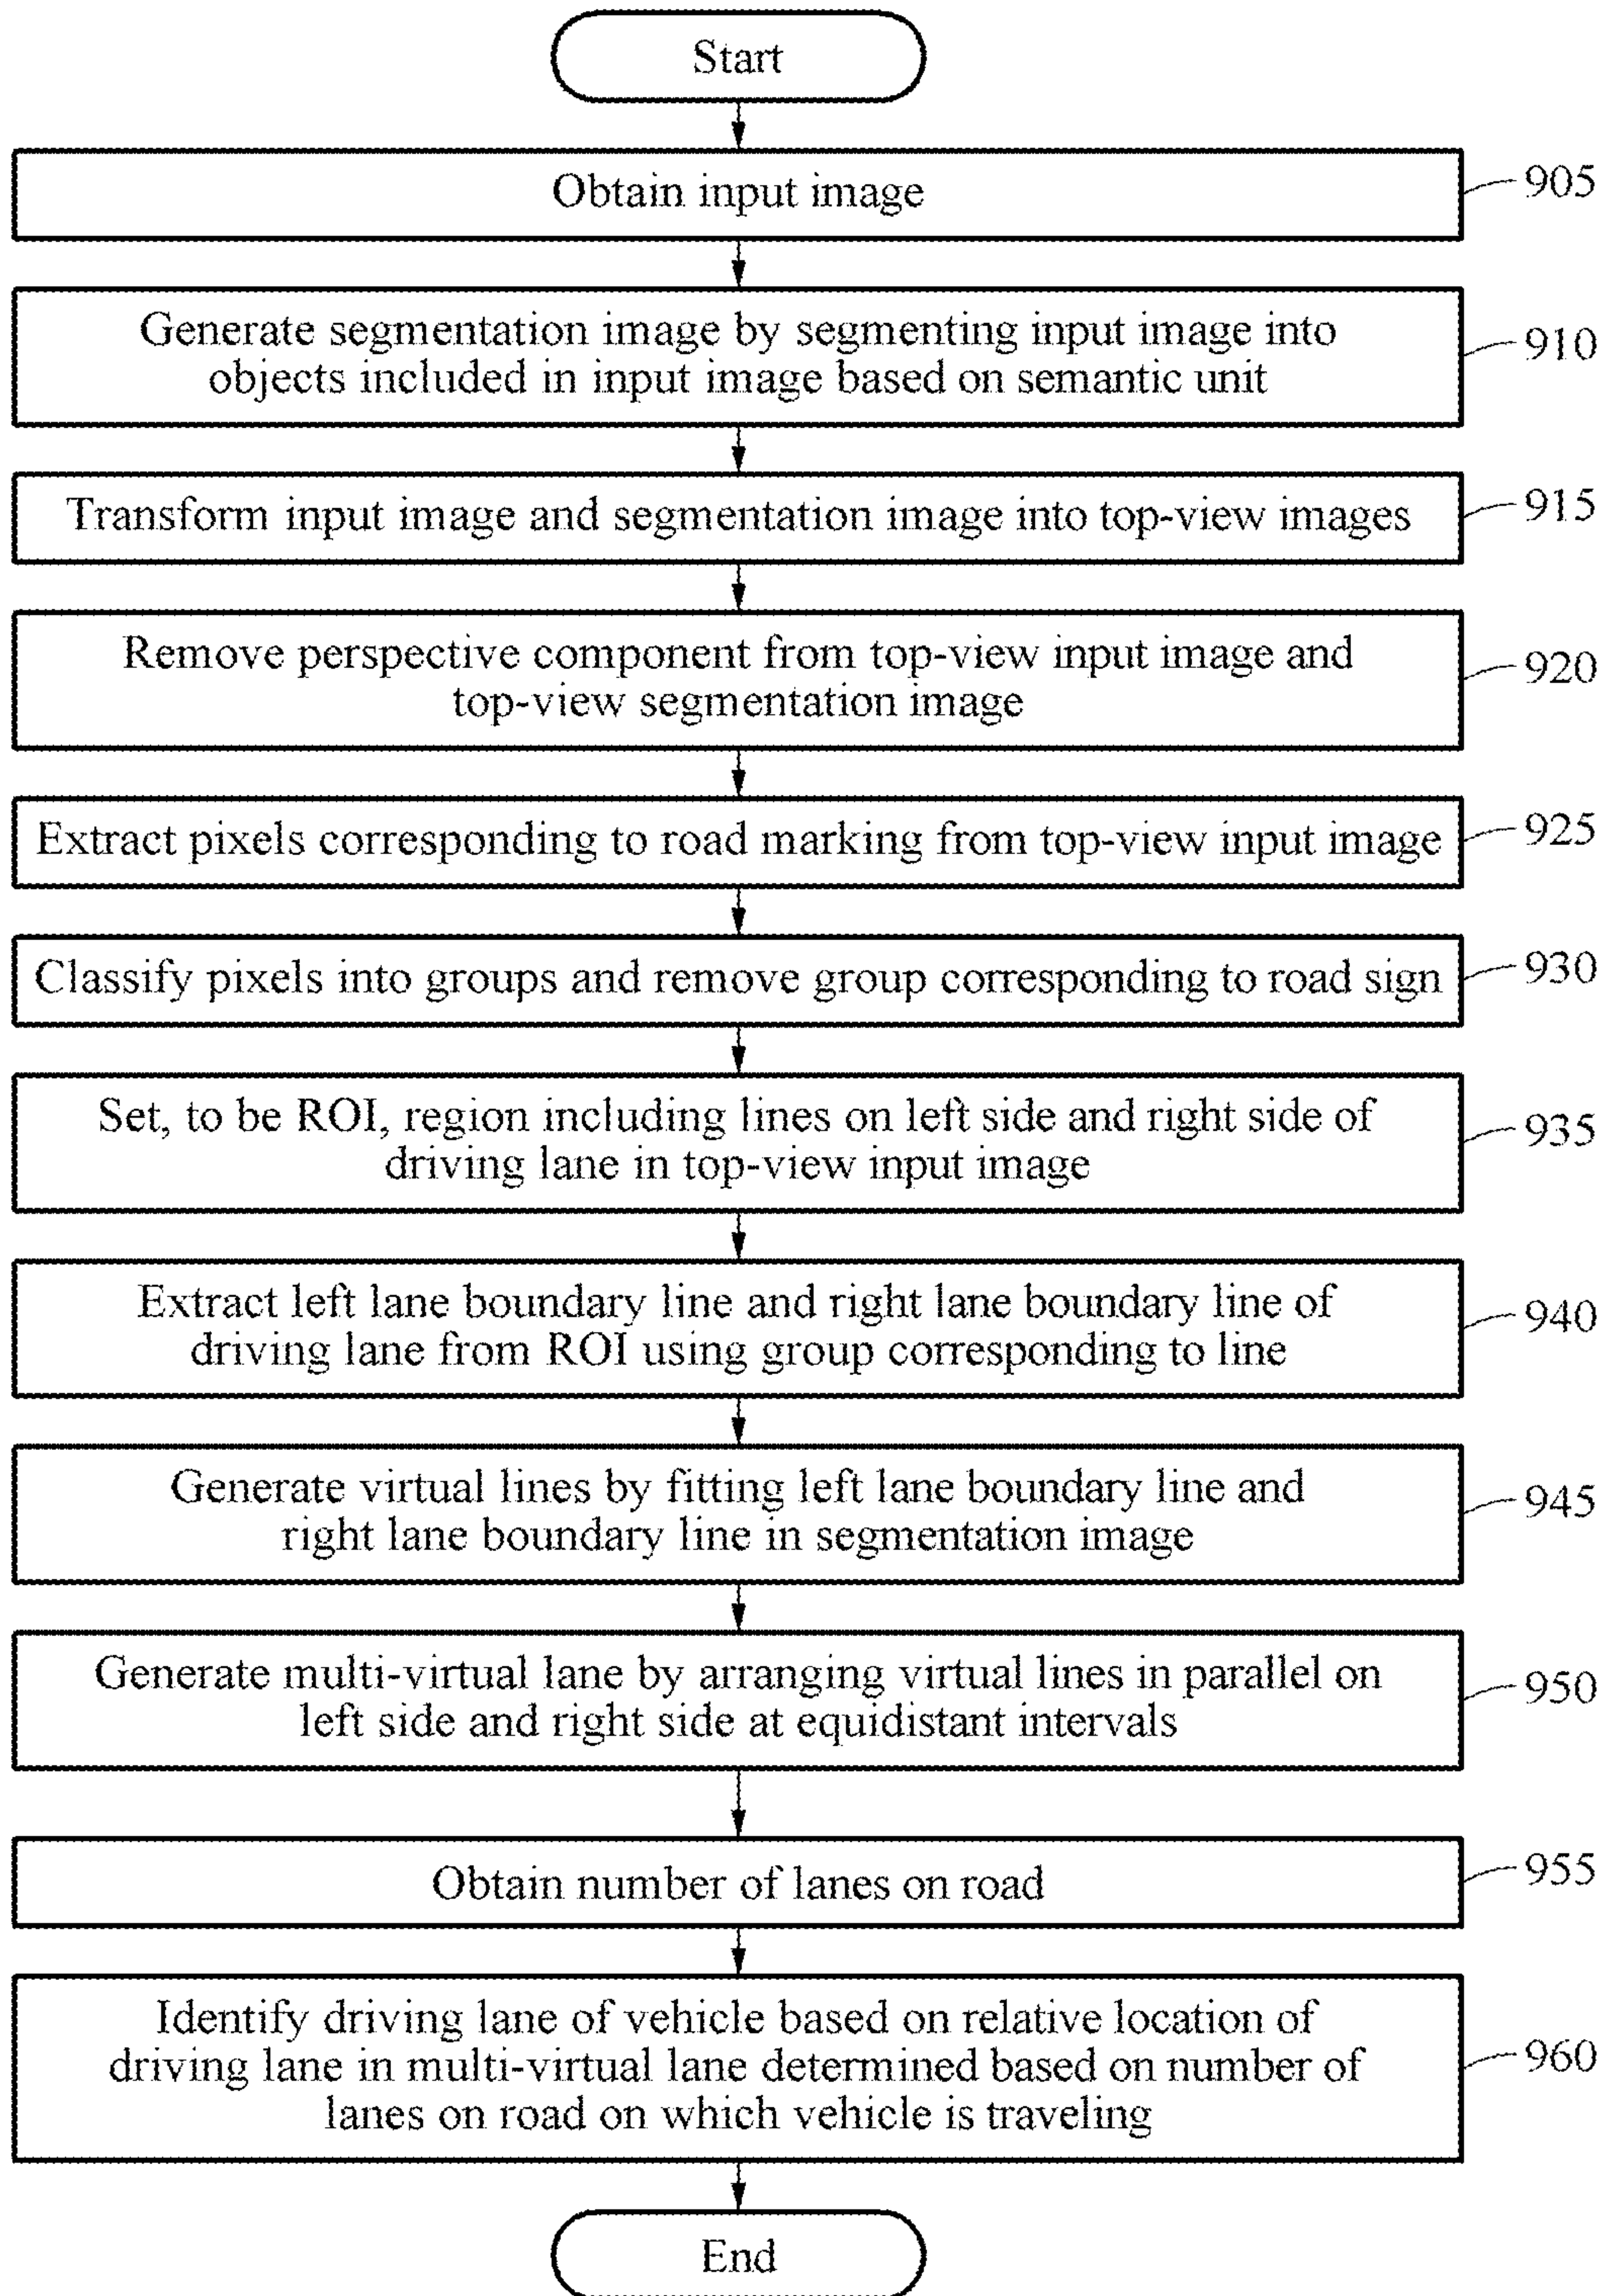 Start
Obtain input image
905
Generate segmentation image by segmenting input image into
objects included in input image based on semantic unit
910
Transform input image and segmentation image into top-view images
915
Remove perspective component from top-view input image and
top-view segmentation image
920
Extract pixels corresponding to road marking from top-view input image
925
Classify pixels into groups and remove group corresponding to road sign
930
Set, to be ROI, region including lines on left side and right side of
driving lane in top-view input image
935
Extract left lane boundary line and right lane boundary line of
driving lane from ROI using group corresponding to line
940
Generate virtual lines by fitting left lane boundary line and
right lane boundary line in segmentation image
945
Generate multi-virtual lane by arranging virtual lines in parallel on
left side and right side at equidistant intervals
950
Obtain number of lanes on road
955
Identify driving lane of vehicle based on relative location of
driving lane in multi-virtual lane determined based on number of
lanes on road on which vehicle is traveling
960
End